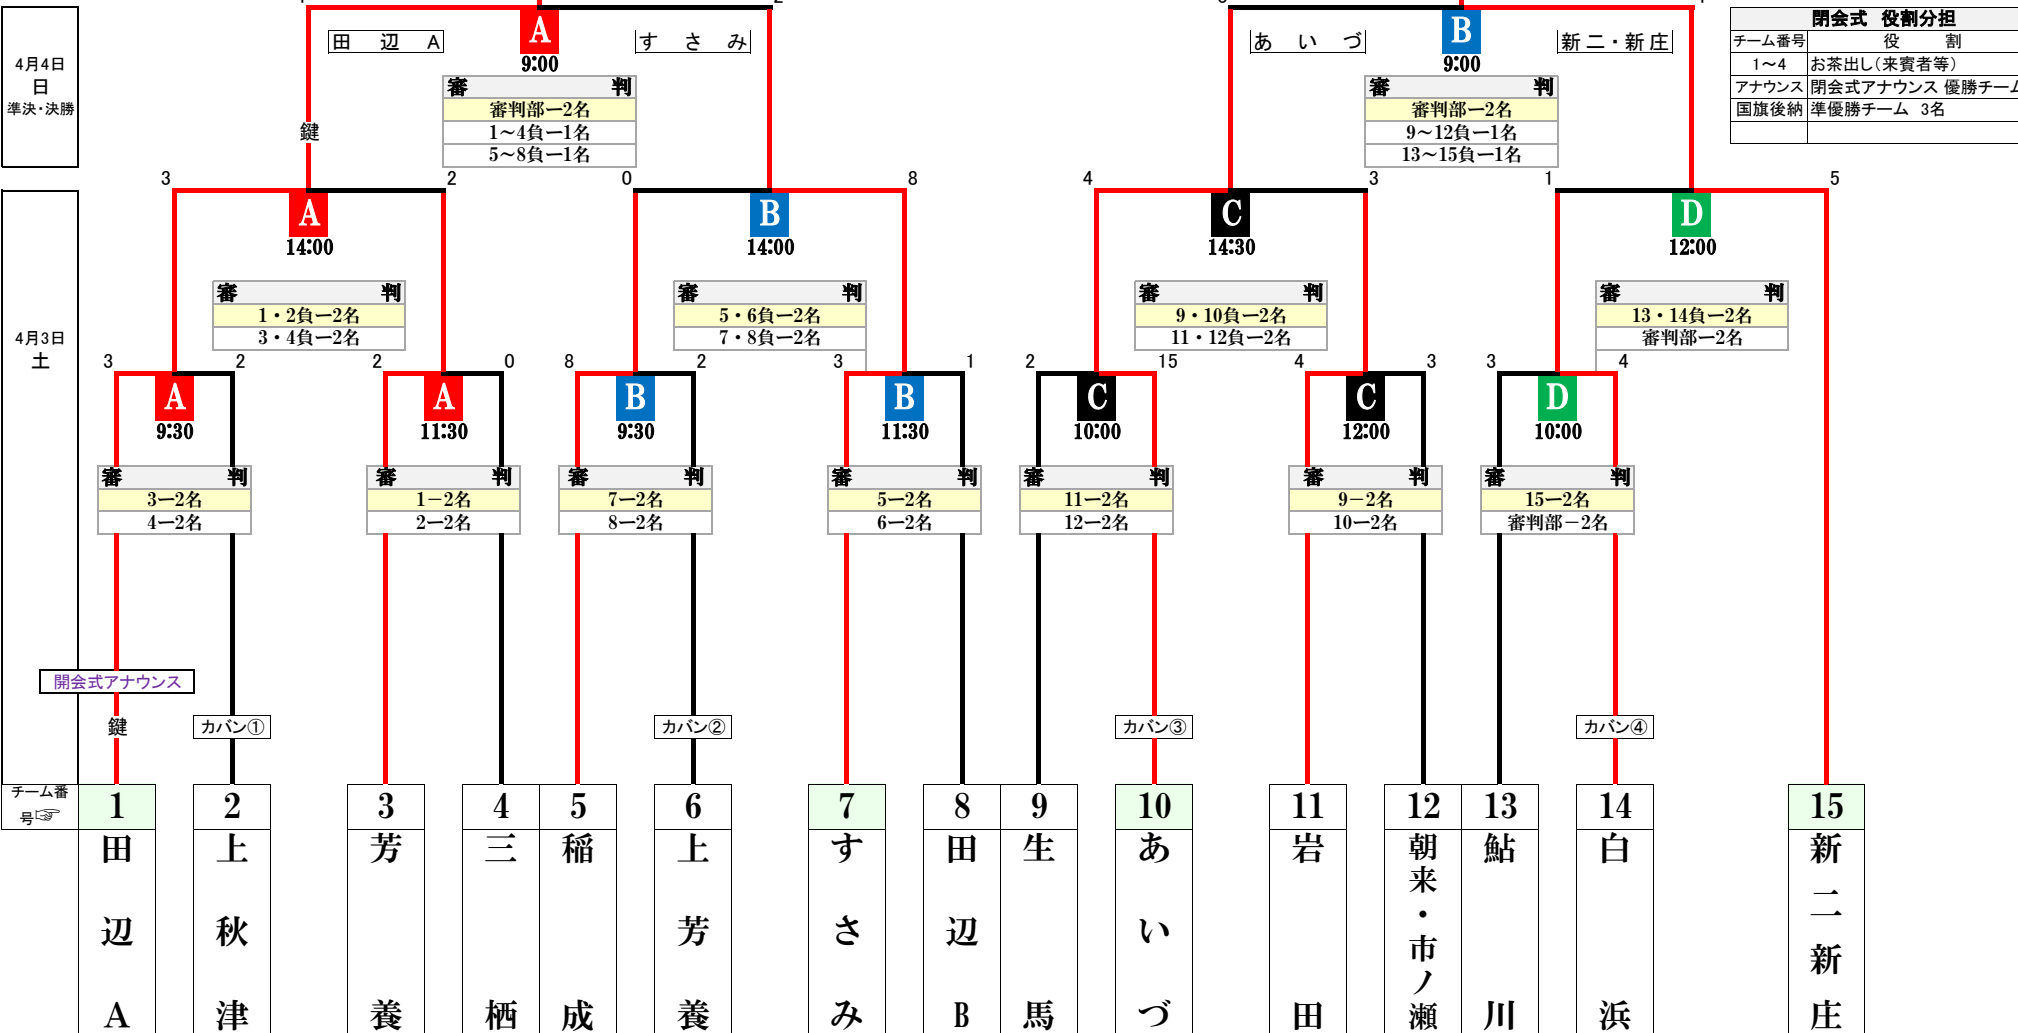 閉会式 役割分担
チーム番号 役 割
1～4 お茶出し(来賓者等)
アナウンス 閉会式アナウンス 優勝チーム
国旗後納 準優勝チーム 3名
4月4日
日
準決・決勝
田 辺 A
A
9:00
す さ み
審 判
審判部ー2名
1～4負ー1名
5～8負ー1名
鍵
あ い づ
B
9:00
新二・新庄
審 判
審判部ー2名
9～12負ー1名
13～15負ー1名
4月3日
土
3 2 0 8 4 3 1 5
A
14:00
B
14:00
C
14:30
D
12:00
審 判
1・2負ー2名
3・4負ー2名
審 判
5・6負ー2名
7・8負ー2名
審 判
9・10負ー2名
11・12負ー2名
審 判
13・14負ー2名
審判部ー2名
3 2 2 0 8 2 3 1 2 15 4 3 3 4
A
9:30
A
11:30
B
9:30
B
11:30
C
10:00
C
12:00
D
10:00
審 判
3ー2名
4ー2名
審 判
1－2名
2ー2名
審 判
7ー2名
8ー2名
審 判
5ー2名
6ー2名
審 判
11ー2名
12ー2名
審 判
9－2名
10ー2名
審 判
15ー2名
審判部－2名
開会式アナウンス
鍵
カバン①
カバン②
カバン③
カバン④
チーム番
号☞
1 2 3 4 5 6 7 8 9 10 11 12 13 14 15
田辺A
上秋津
芳養
三栖
稲成
上芳養
すさみ
田辺B
生馬
あいづ
岩田
朝来・市ノ瀬
鮎川
白浜
新二新庄